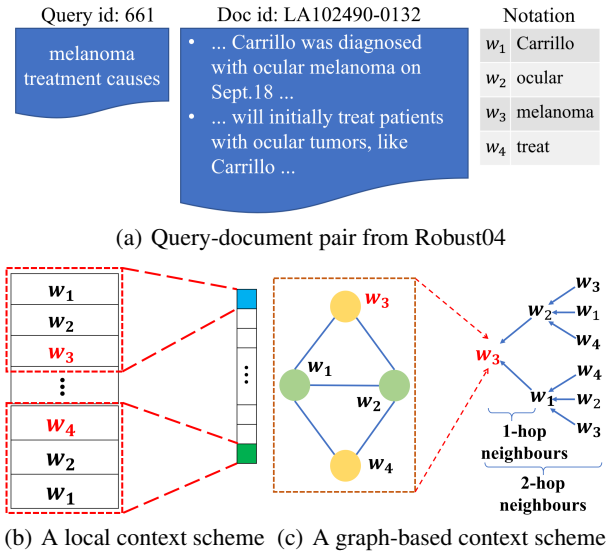 Query id: 661
melanoma
treatment causes
Doc id: LA102490-0132
• ... Carrillo was diagnosed
with ocular melanoma on
Sept.18 ...
• ... will initially treat patients
with ocular tumors, like
Carrillo ...
Notation
w1 Carrillo
w2 ocular
w3 melanoma
w4 treat
(a) Query-document pair from Robust04
w1
w2
w3
...
w4
w2
w1
...
w3
w1
w2
w4
w3
w2
w1
w3
w1
w4
w4
w2
w3
1-hop
neighbours
2-hop
neighbours
(b) A local context scheme
(c) A graph-based context scheme